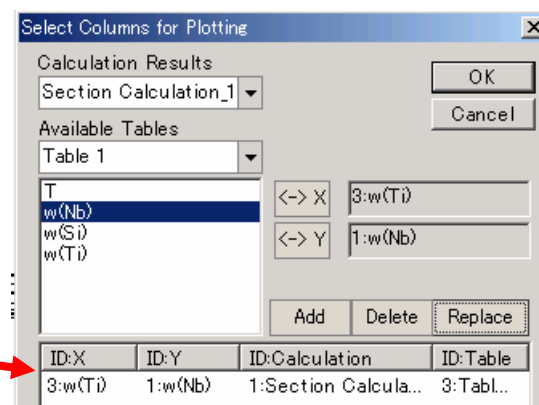 Select Columns for Plotting
Calculation Results
Section Calculation_1
OK
Cancel
Available Tables
Table 1
T
w(Nb)
w(Si)
w(Ti)
<-> X 3:w(Ti)
<-> Y 1:w(Nb)
Add Delete Replace
ID:X ID:Y ID:Calculation ID:Table
3:w(Ti) 1:w(Nb) 1:Section Calcula... 3:Tabl...